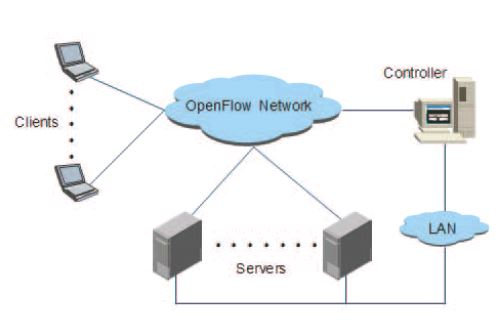 Controller
OpenFlow Network
Clients
LAN
Servers